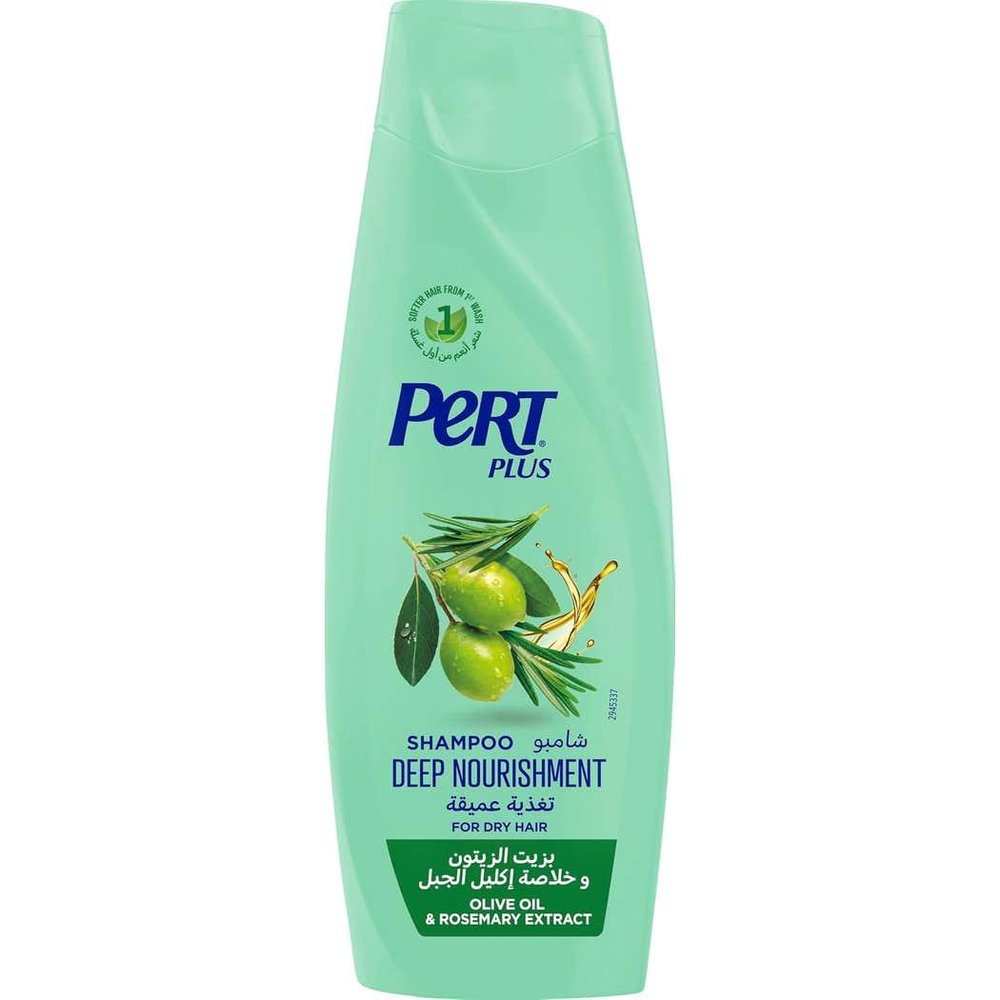 SOFTER HAIR FROM 1ST WASH
1
شعر أنعم من أول غسلة
PERT
PLUS
2945337
SHAMPOO شامبو
DEEP NOURISHMENT
تغذية عميقة
FOR DRY HAIR
بزيت الزيتون
و خلاصة إكليل الجبل
OLIVE OIL
& ROSEMARY EXTRACT